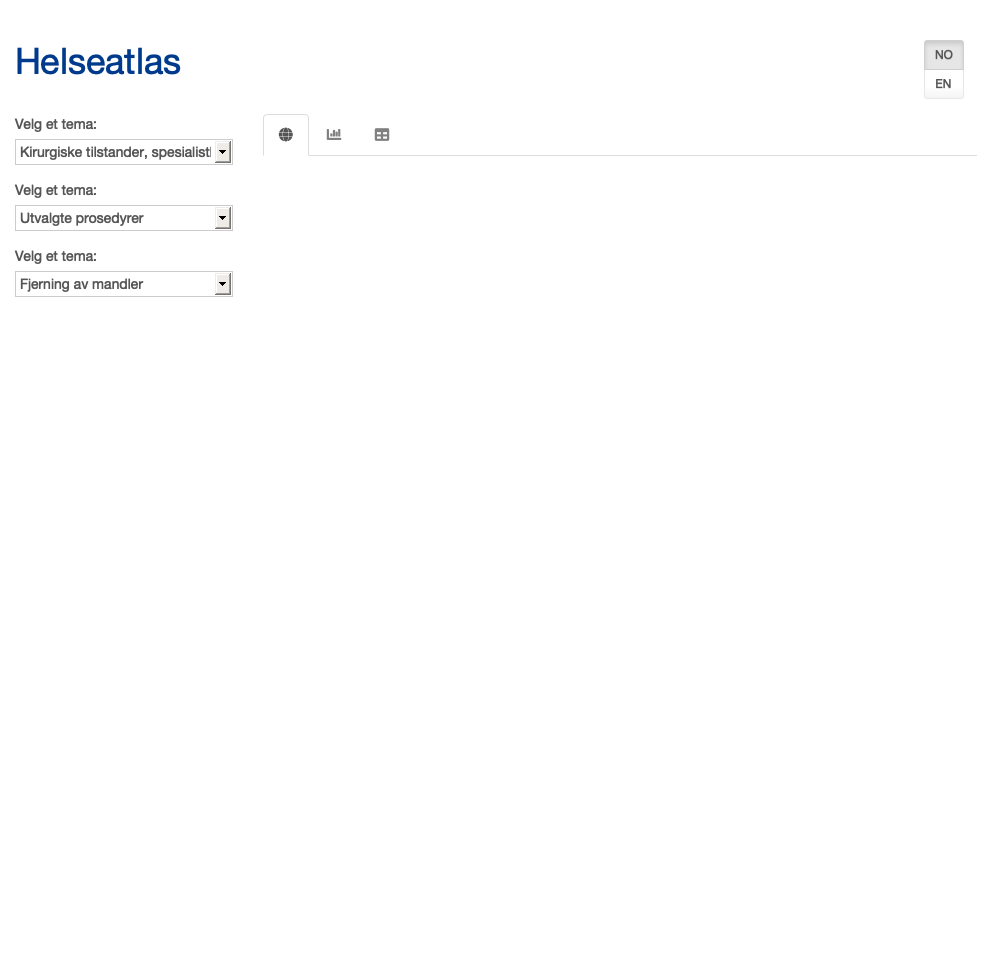 Helseatlas
NO
EN
Velg et tema:
Kirurgiske tilstander,
Velg et tema:
Utvalgte prosedyrer
Velg et tema:
Fjerning av mandler